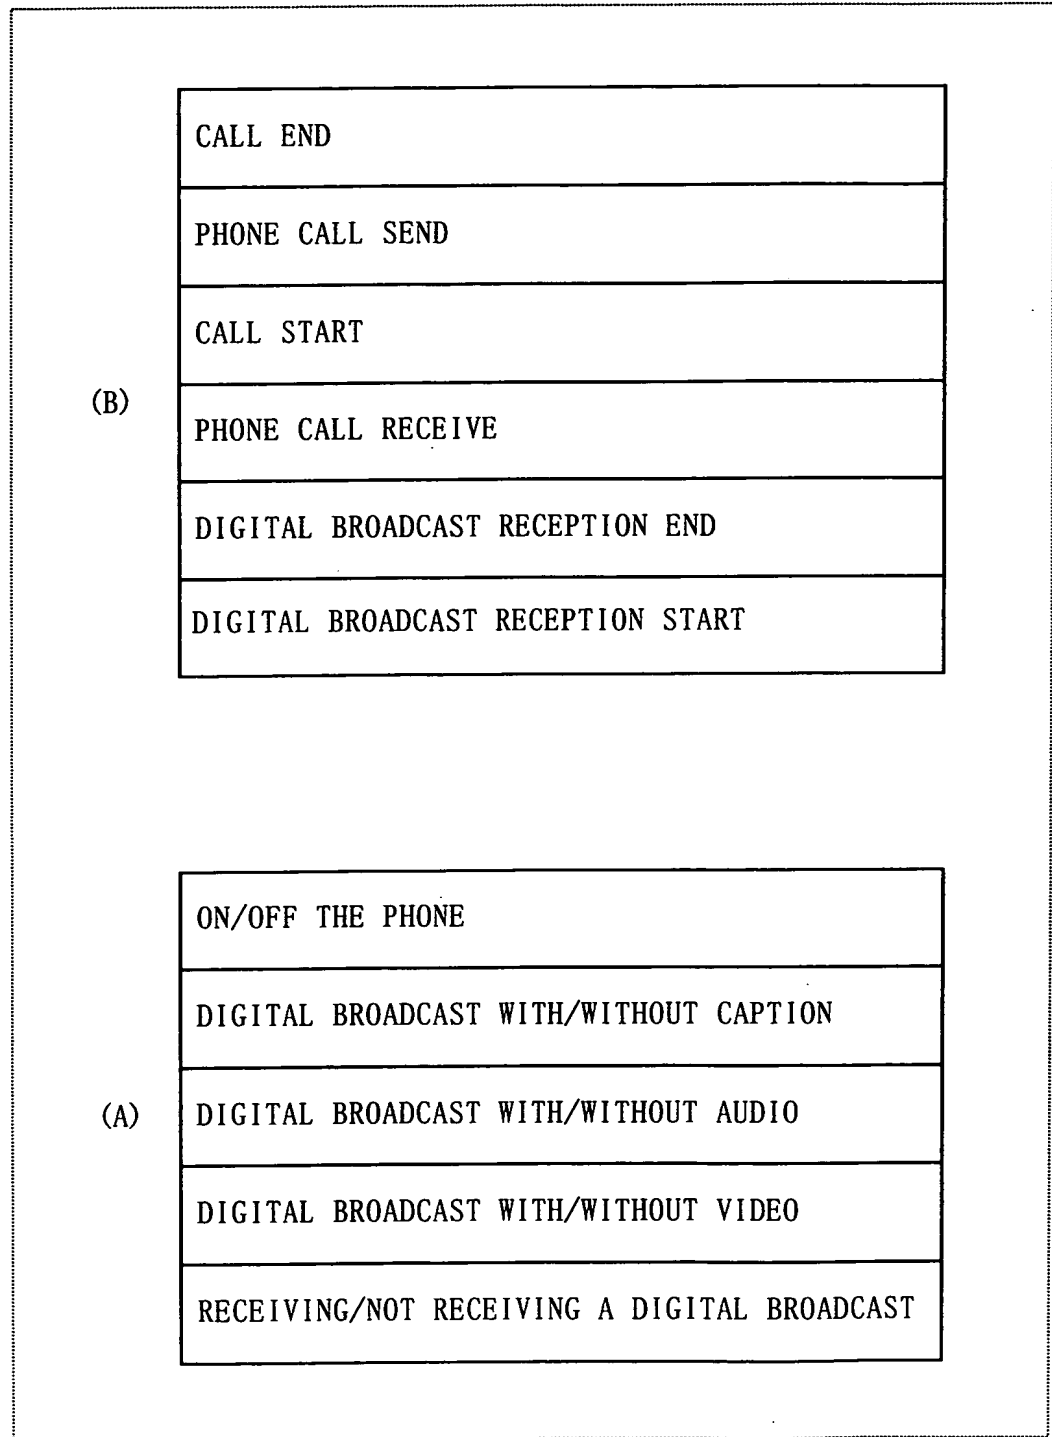 CALL END
PHONE CALL SEND
CALL START
(B)
PHONE CALL RECEIVE
DIGITAL BROADCAST RECEPTION END
DIGITAL BROADCAST RECEPTION START
ON/OFF THE PHONE
DIGITAL BROADCAST WITH/WITHOUT CAPTION
(A)
DIGITAL BROADCAST WITH/WITHOUT AUDIO
DIGITAL BROADCAST WITH/WITHOUT VIDEO
RECEIVING/NOT RECEIVING A DIGITAL BROADCAST